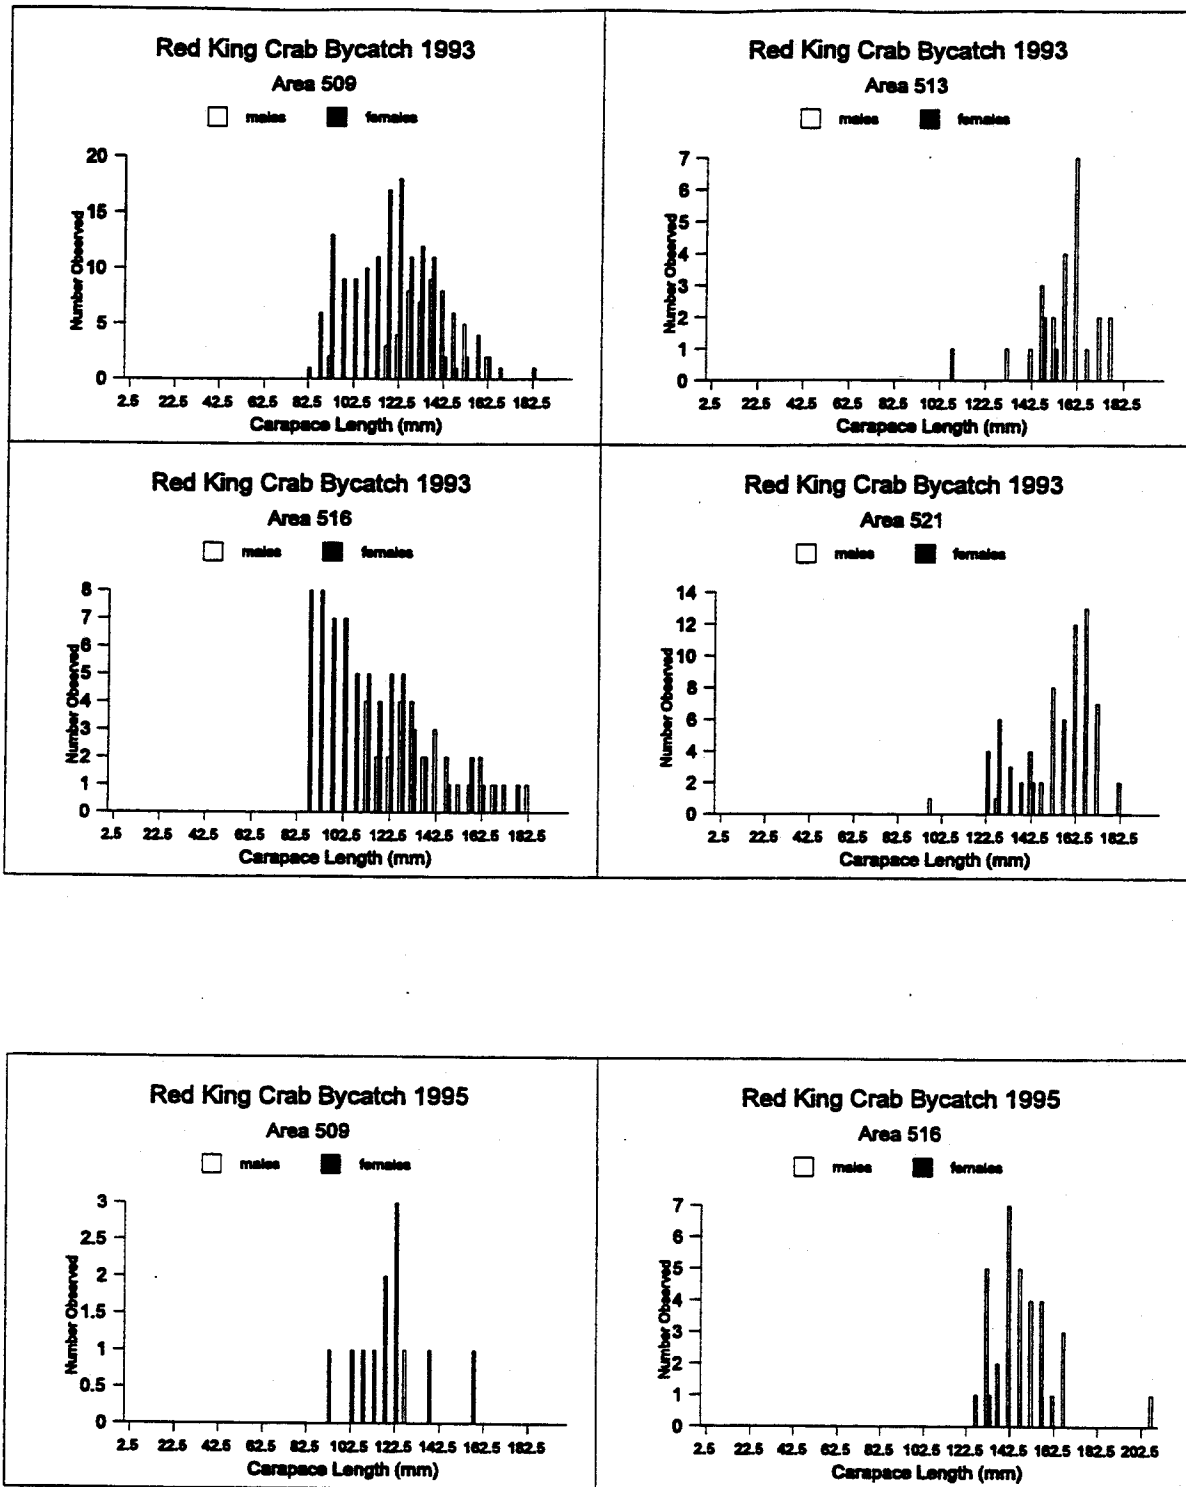 Red King Crab Bycatch 1993
Area 509
males females
20
15
10
5
0
Number Observed
2.5 22.5 42.5 62.5 82.5 102.5 122.5 142.5 162.5 182.5
Carapace Length (mm)
Red King Crab Bycatch 1993
Area 513
males females
7
6
5
4
3
2
1
0
Number Observed
2.5 22.5 42.5 62.5 82.5 102.5 122.5 142.5 162.5 182.5
Carapace Length (mm)
Red King Crab Bycatch 1993
Area 516
males females
8
7
6
5
4
3
2
1
0
Number Observed
2.5 22.5 42.5 62.5 82.5 102.5 122.5 142.5 162.5 182.5
Carapace Length (mm)
Red King Crab Bycatch 1993
Area 521
males females
14
12
10
8
6
4
2
0
Number Observed
2.5 22.5 42.5 62.5 82.5 102.5 122.5 142.5 162.5 182.5
Carapace Length (mm)
Red King Crab Bycatch 1995
Area 509
males females
3
2.5
2
1.5
1
0.5
0
Number Observed
2.5 22.5 42.5 62.5 82.5 102.5 122.5 142.5 162.5 182.5
Carapace Length (mm)
Red King Crab Bycatch 1995
Area 516
males females
7
6
5
4
3
2
1
0
Number Observed
2.5 22.5 42.5 62.5 82.5 102.5 122.5 142.5 162.5 182.5 202.5
Carapace Length (mm)